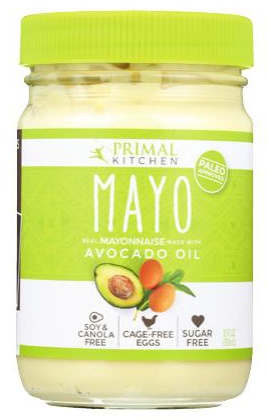 PRIMAL
KITCHEN
PALEO
APPROVED
MAYO
REAL MAYONNAISE MADE WITH
AVOCADO OIL
SOY &
CANOLA
FREE
CAGE-FREE
EGGS
SUGAR
FREE